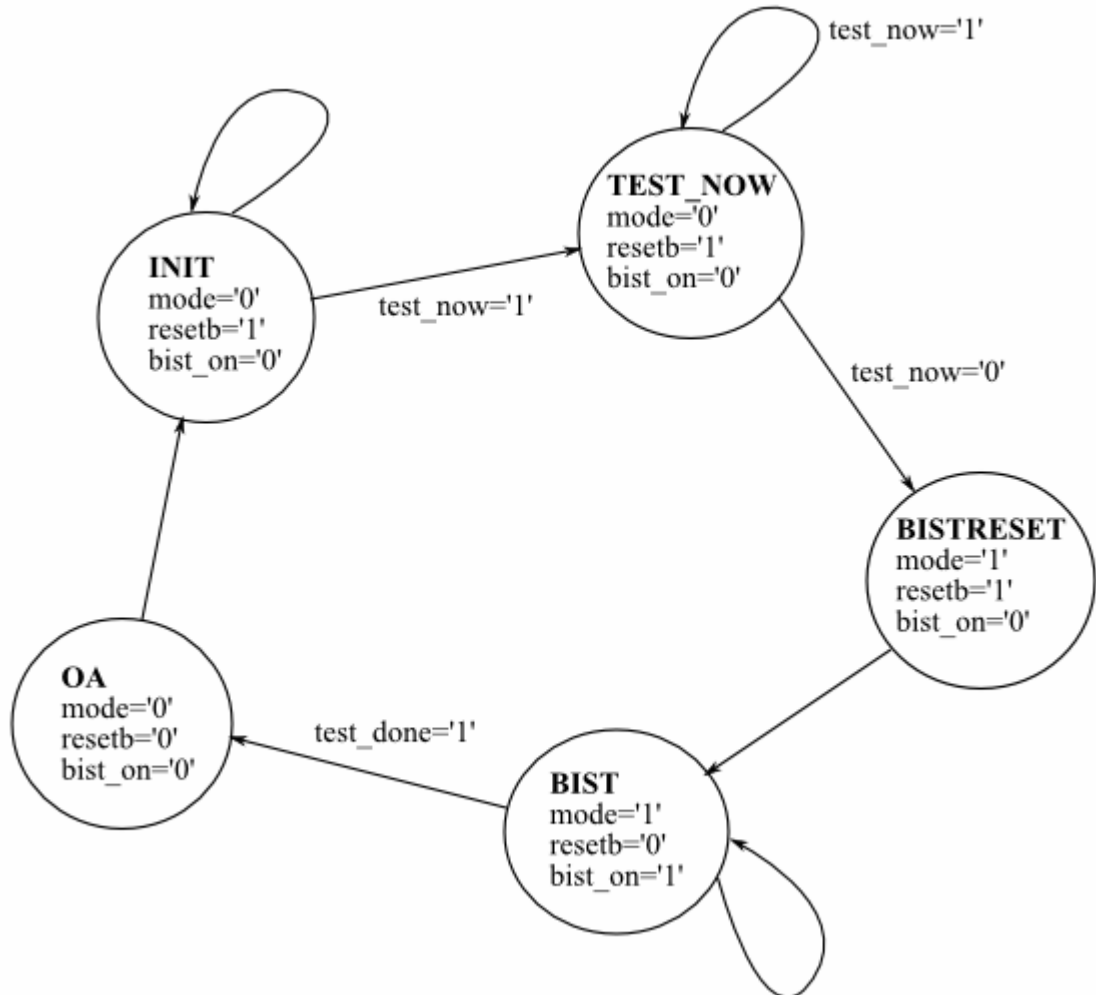 test_now='1'
TEST_NOW
mode='0'
resetb='1'
bist_on='0'
INIT
mode='0'
resetb='1'
bist_on='0'
test_now='1'
test_now='0'
BISTRESET
mode='1'
resetb='1'
bist_on='0'
OA
mode='0'
resetb='0'
bist_on='0'
test_done='1'
BIST
mode='1'
resetb='0'
bist_on='1'